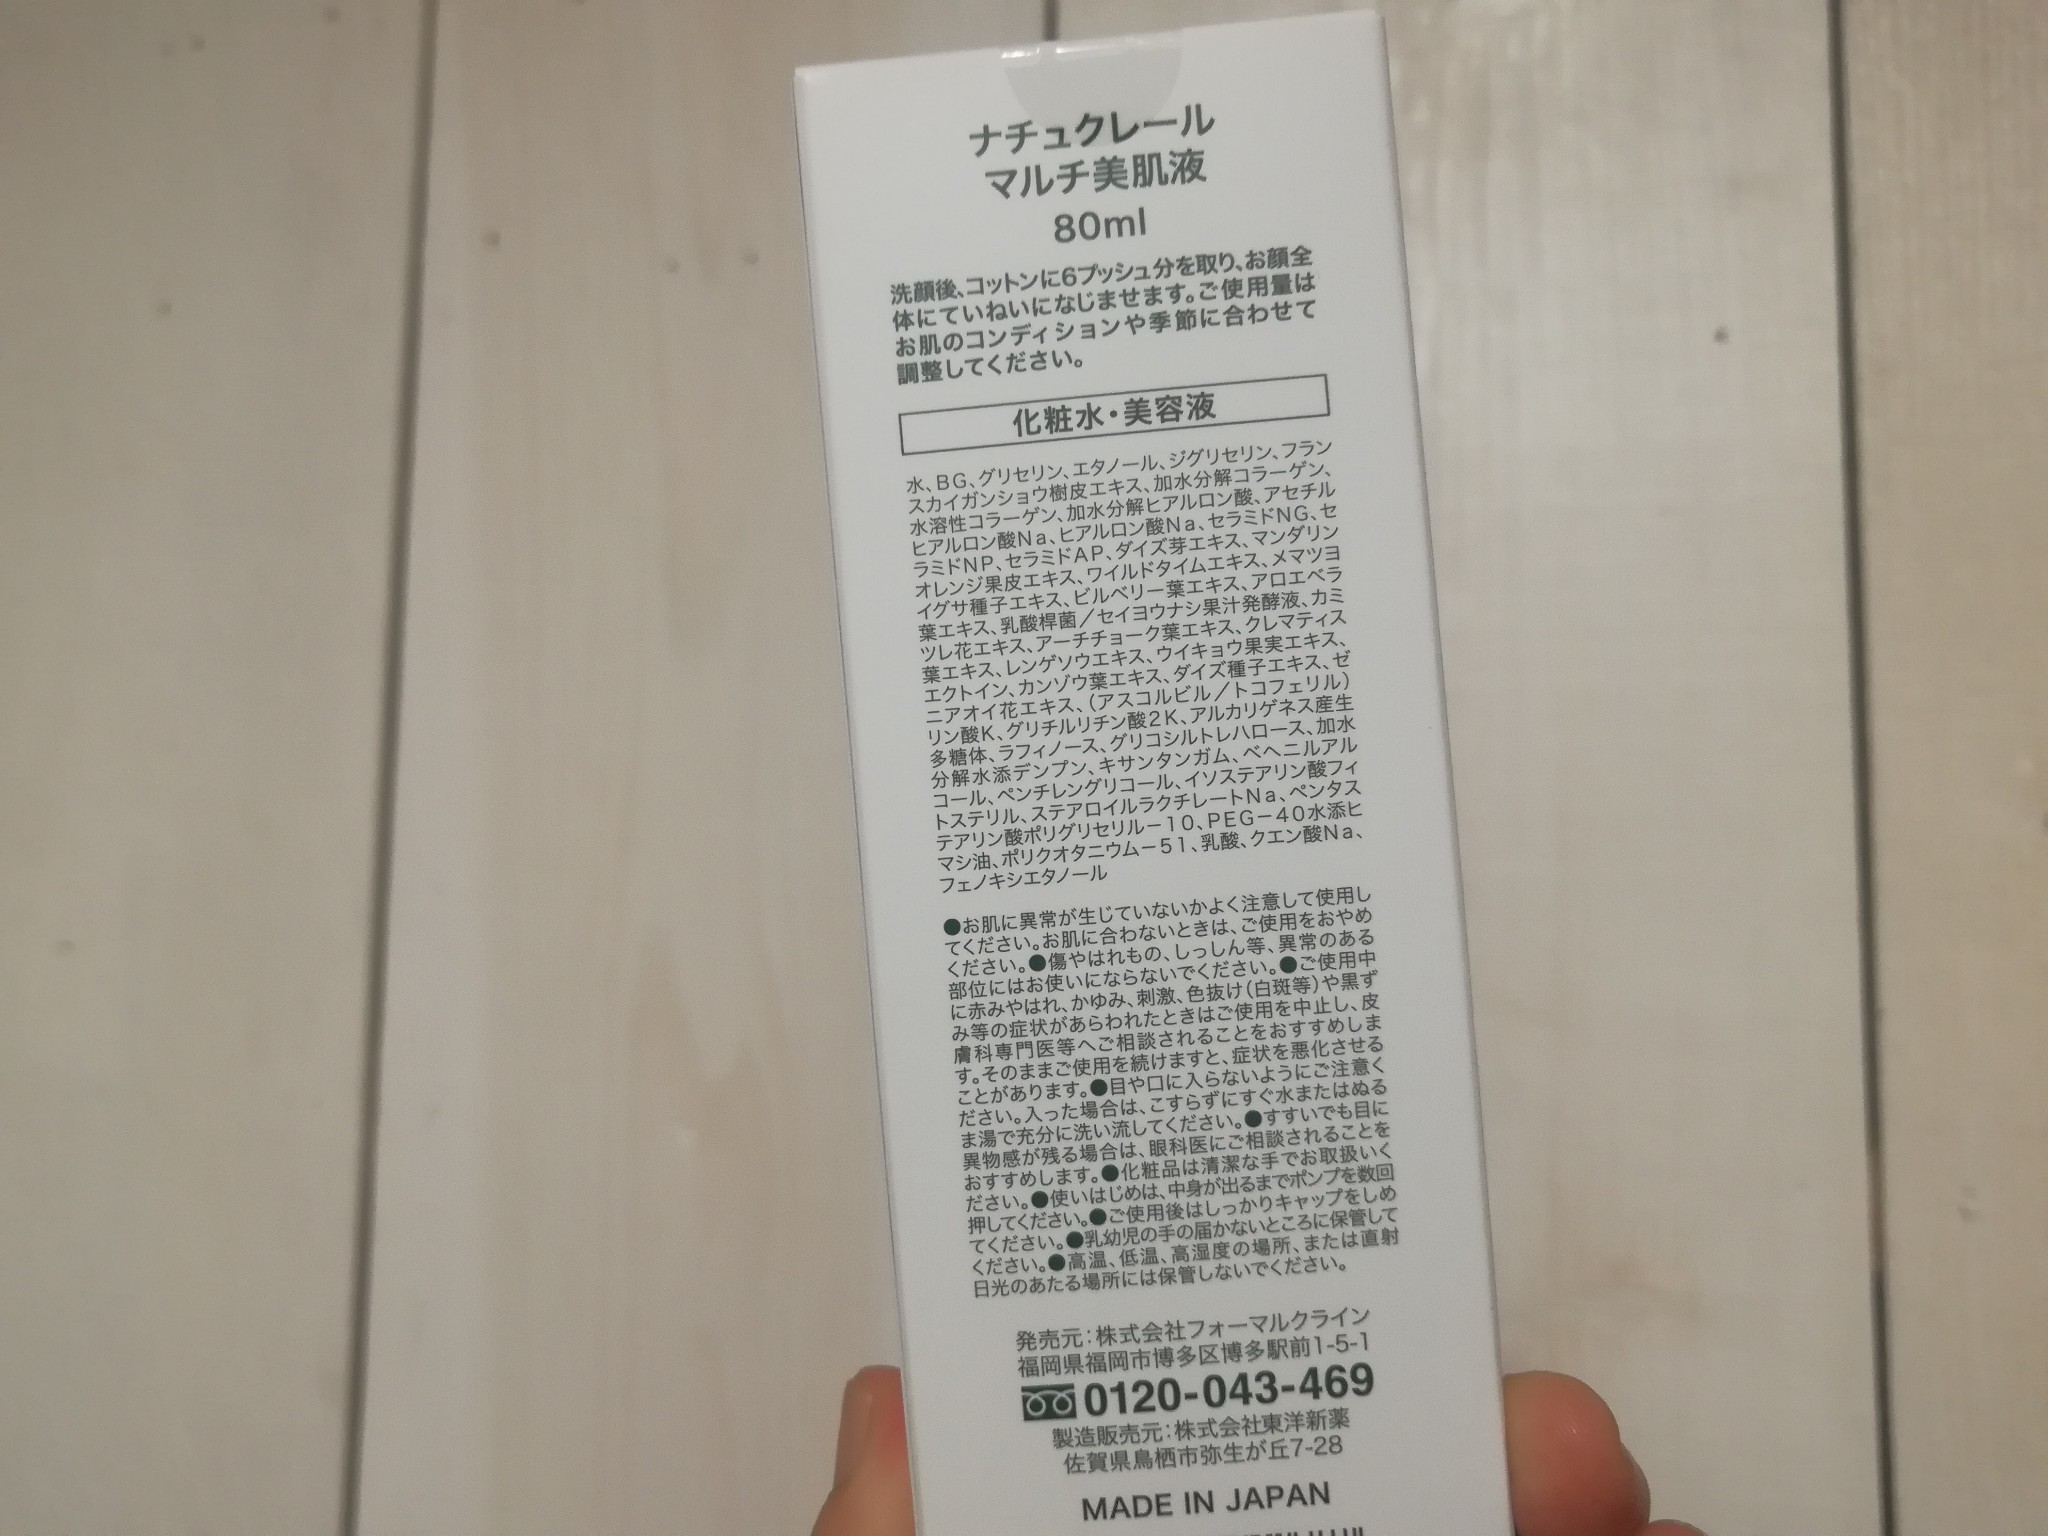 ナチュクレール
マルチ美肌液
80ml
洗顔後、コットンに6プッシュ分を取り、お顔全
体にていねいになじませます。ご使用量は
お肌のコンディションや季節に合わせて
調整してください。
化粧水・美容液
水、BG、グリセリン、エタノール、ジグリセリン、フラン
スカイガンショウ樹皮エキス、加水分解コラーゲン、
水溶性コラーゲン、加水分解ヒアルロン酸、アセチル
ヒアルロン酸Na、ヒアルロン酸Na、セラミドNG、セ
ラミドNP、セラミドAP、ダイズ芽エキス、マンダリン
オレンジ果皮エキス、ワイルドタイムエキス、メマツヨ
イグサ種子エキス、ビルベリー葉エキス、アロエベラ
葉エキス、乳酸桿菌／セイヨウナシ果汁発酵液、カミ
ツレ花エキス、アーチチョーク葉エキス、クレマティス
葉エキス、レンゲソウエキス、ウイキョウ果実エキス、
エクトイン、カンゾウ葉エキス、ダイズ種子エキス、ゼ
ニアオイ花エキス、（アスコルビル／トコフェリル）
リン酸K、グリチルリチン酸2K、アルカリゲネス産生
多糖体、ラフィノース、グリコシルトレハロース、加水
分解水添デンプン、キサンタンガム、ベヘニルアル
コール、ペンチレングリコール、イソステアリン酸フィ
トステリル、ステアロイルラクチレートNa、ペンタス
テアリン酸ポリグリセリル－10、PEG－40水添ヒ
マシ油、ポリクオタニウム－51、乳酸、クエン酸Na、
フェノキシエタノール
●お肌に異常が生じていないかよく注意して使用し
てください。お肌に合わないときは、ご使用をおやめ
ください。●傷やはれもの、しっしん等、異常のある
部位にはお使いにならないでください。●ご使用中
に赤みやはれ、かゆみ、刺激、色抜け(白斑等)や黒ず
み等の症状があらわれたときはご使用を中止し、皮
膚科専門医等へご相談されることをおすすめしま
す。そのままご使用を続けますと、症状を悪化させる
ことがあります。●目や口に入らないようにご注意く
ださい。入った場合は、こすらずにすぐ水またはぬる
ま湯で充分に洗い流してください。●すすいでも目に
異物感が残る場合は、眼科医にご相談されることを
おすすめします。●化粧品は清潔な手でお取扱いく
ださい。●使いはじめは、中身が出るまでポンプを数回
押してください。●ご使用後はしっかりキャップをしめ
てください。●乳幼児の手の届かないところに保管して
ください。●高温、低温、高湿度の場所、または直射
日光のあたる場所には保管しないでください。
発売元：株式会社フォーマルクライン
福岡県福岡市博多区博多駅前1-5-1
0120-043-469
製造販売元：株式会社東洋新薬
佐賀県鳥栖市弥生が丘7-28
MADE IN JAPAN